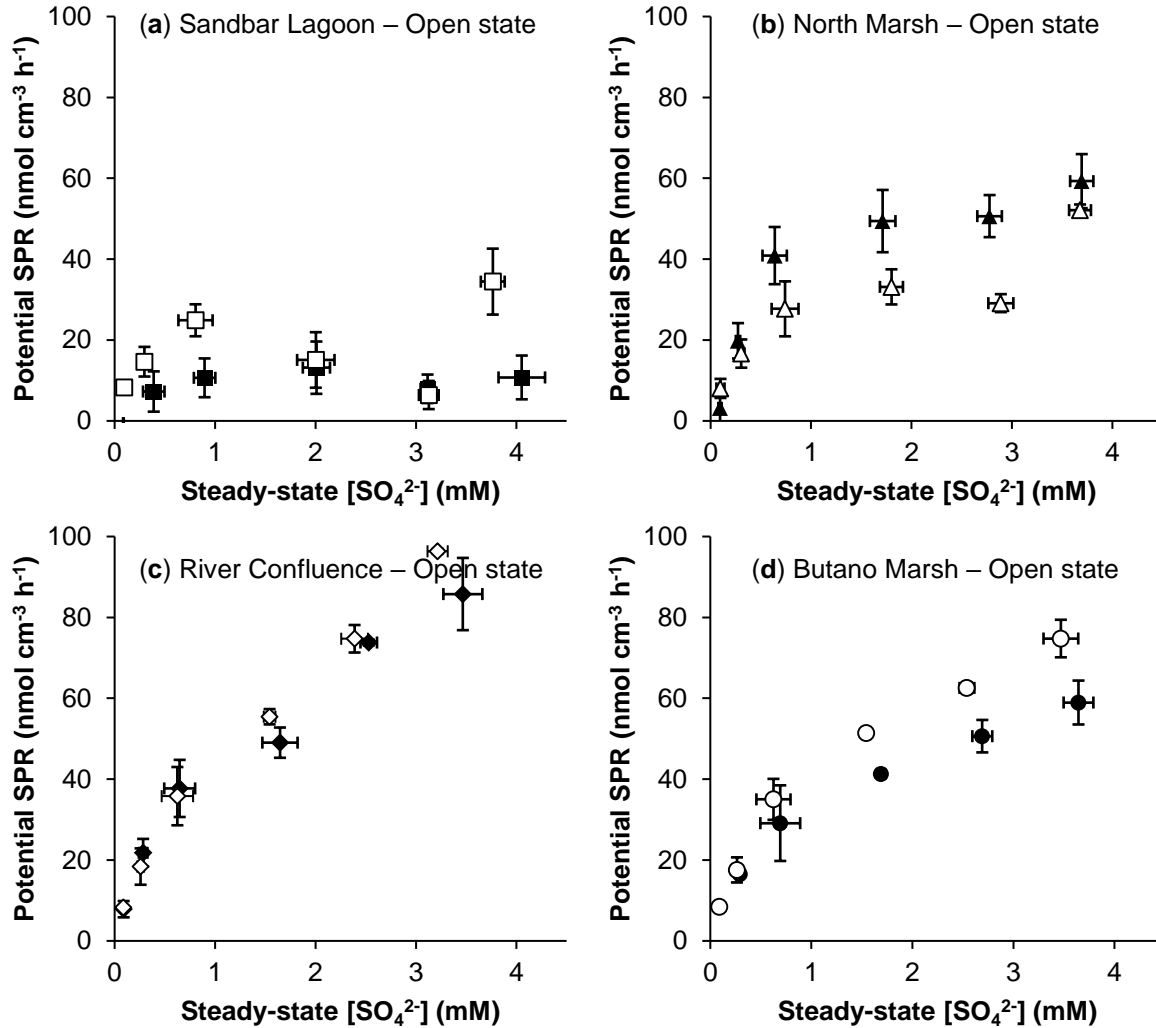 (a) Sandbar Lagoon – Open state
Potential SPR (nmol cm-3 h-1)
100
80
60
40
20
0
0 1 2 3 4
Steady-state [SO42-] (mM)
(b) North Marsh – Open state
Potential SPR (nmol cm-3 h-1)
100
80
60
40
20
0
0 1 2 3 4
Steady-state [SO42-] (mM)
(c) River Confluence – Open state
Potential SPR (nmol cm-3 h-1)
100
80
60
40
20
0
0 1 2 3 4
Steady-state [SO42-] (mM)
(d) Butano Marsh – Open state
Potential SPR (nmol cm-3 h-1)
100
80
60
40
20
0
0 1 2 3 4
Steady-state [SO42-] (mM)